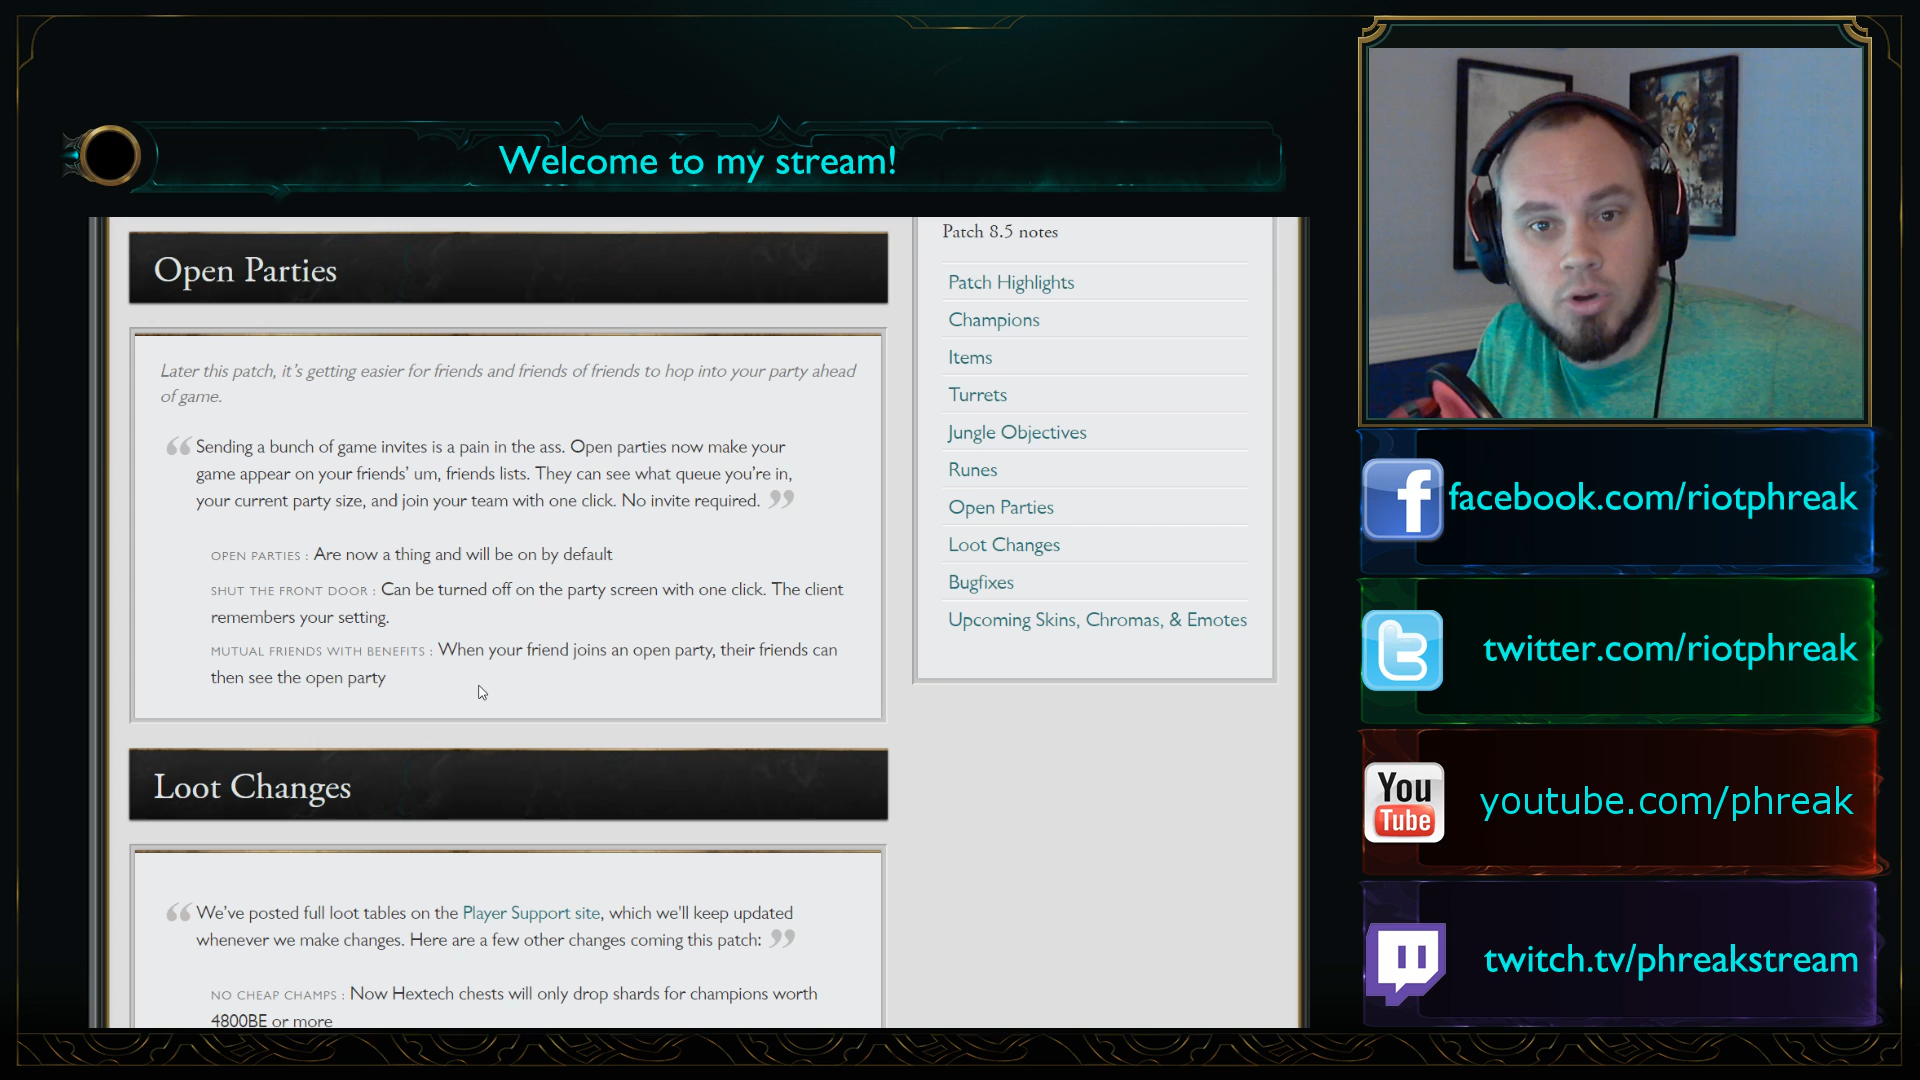 Welcome to my stream!
Open Parties
Later this patch, it's getting easier for friends and friends of friends to hop into your party ahead
of game.
“ Sending a bunch of game invites is a pain in the ass. Open parties now make your
game appear on your friends' um, friends lists. They can see what queue you're in,
your current party size, and join your team with one click. No invite required. ”
OPEN PARTIES : Are now a thing and will be on by default
SHUT THE FRONT DOOR : Can be turned off on the party screen with one click. The client
remembers your setting.
MUTUAL FRIENDS WITH BENEFITS : When your friend joins an open party, their friends can
then see the open party
Loot Changes
“ We've posted full loot tables on the Player Support site, which we'll keep updated
whenever we make changes. Here are a few other changes coming this patch: ”
NO CHEAP CHAMPS : Now Hextech chests will only drop shards for champions worth
4800BE or more
Patch 8.5 notes
Patch Highlights
Champions
Items
Turrets
Jungle Objectives
Runes
Open Parties
Loot Changes
Bugfixes
Upcoming Skins, Chromas, & Emotes
f
facebook.com/riotphreak
t
twitter.com/riotphreak
You
Tube
youtube.com/phreak
twitch.tv/phreakstream